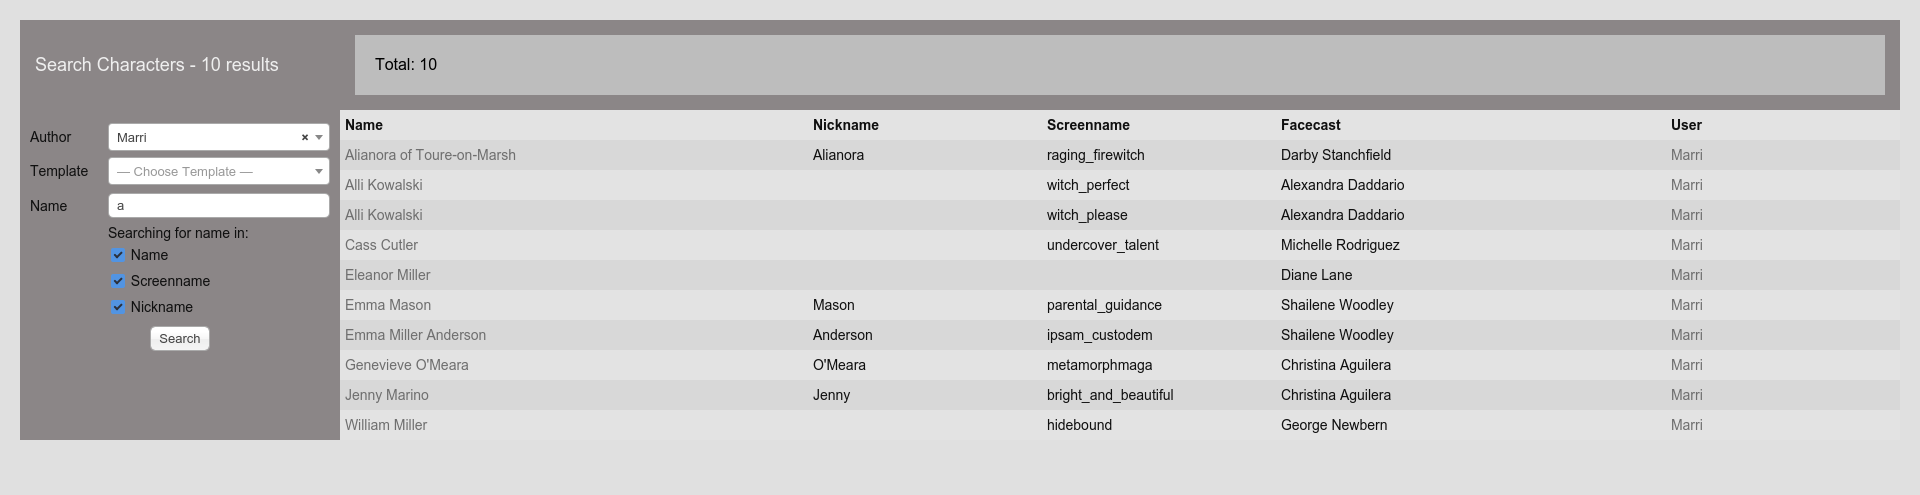 Search Characters - 10 results
Total: 10
Author Marri ×
Template — Choose Template —
Name a
Searching for name in:
Name
Screenname
Nickname
Search
Name Nickname Screenname Facecast User
Alianora of Toure-on-Marsh Alianora raging_firewitch Darby Stanchfield Marri
Alli Kowalski witch_perfect Alexandra Daddario Marri
Alli Kowalski witch_please Alexandra Daddario Marri
Cass Cutler undercover_talent Michelle Rodriguez Marri
Eleanor Miller Diane Lane Marri
Emma Mason Mason parental_guidance Shailene Woodley Marri
Emma Miller Anderson Anderson ipsam_custodem Shailene Woodley Marri
Genevieve O'Meara O'Meara metamorphmaga Christina Aguilera Marri
Jenny Marino Jenny bright_and_beautiful Christina Aguilera Marri
William Miller hidebound George Newbern Marri